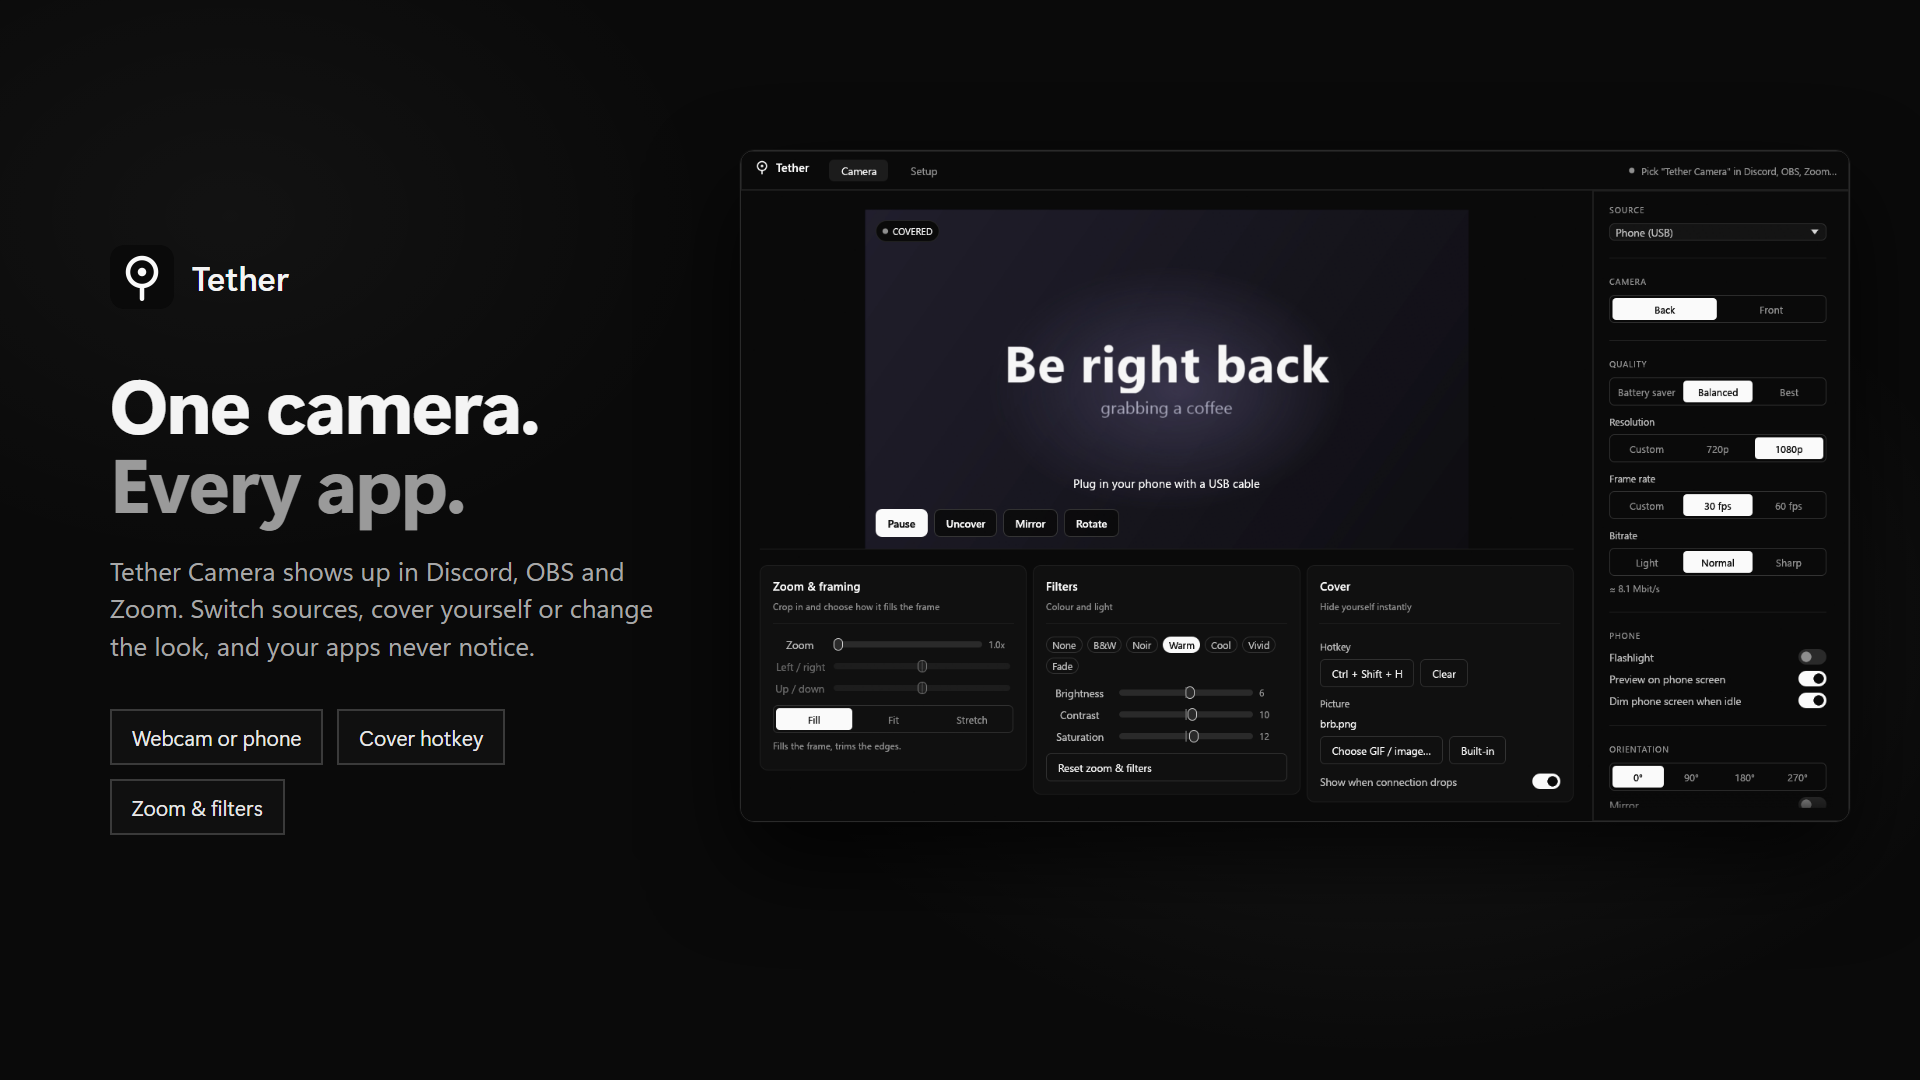 Tether
One camera.
Every app.
Tether Camera shows up in Discord, OBS and
Zoom. Switch sources, cover yourself or change
the look, and your apps never notice.
Webcam or phone
Cover hotkey
Zoom & filters
Tether
Camera
Setup
Pick "Tether Camera" in Discord, OBS, Zoom...
COVERED
Be right back
grabbing a coffee
Plug in your phone with a USB cable
Pause
Uncover
Mirror
Rotate
Zoom & framing
Crop in and choose how it fills the frame
Zoom 1.0x
Left / right
Up / down
Fill
Fit
Stretch
Fills the frame, trims the edges.
Filters
Colour and light
None B&W Noir Warm Cool Vivid
Fade
Brightness 6
Contrast 10
Saturation 12
Reset zoom & filters
Cover
Hide yourself instantly
Hotkey
Ctrl + Shift + H
Clear
Picture
brb.png
Choose GIF / image...
Built-in
Show when connection drops
SOURCE
Phone (USB)
CAMERA
Back
Front
QUALITY
Battery saver
Balanced
Best
Resolution
Custom
720p
1080p
Frame rate
Custom
30 fps
60 fps
Bitrate
Light
Normal
Sharp
≈ 8.1 Mbit/s
PHONE
Flashlight
Preview on phone screen
Dim phone screen when idle
ORIENTATION
0°
90°
180°
270°
Mirror